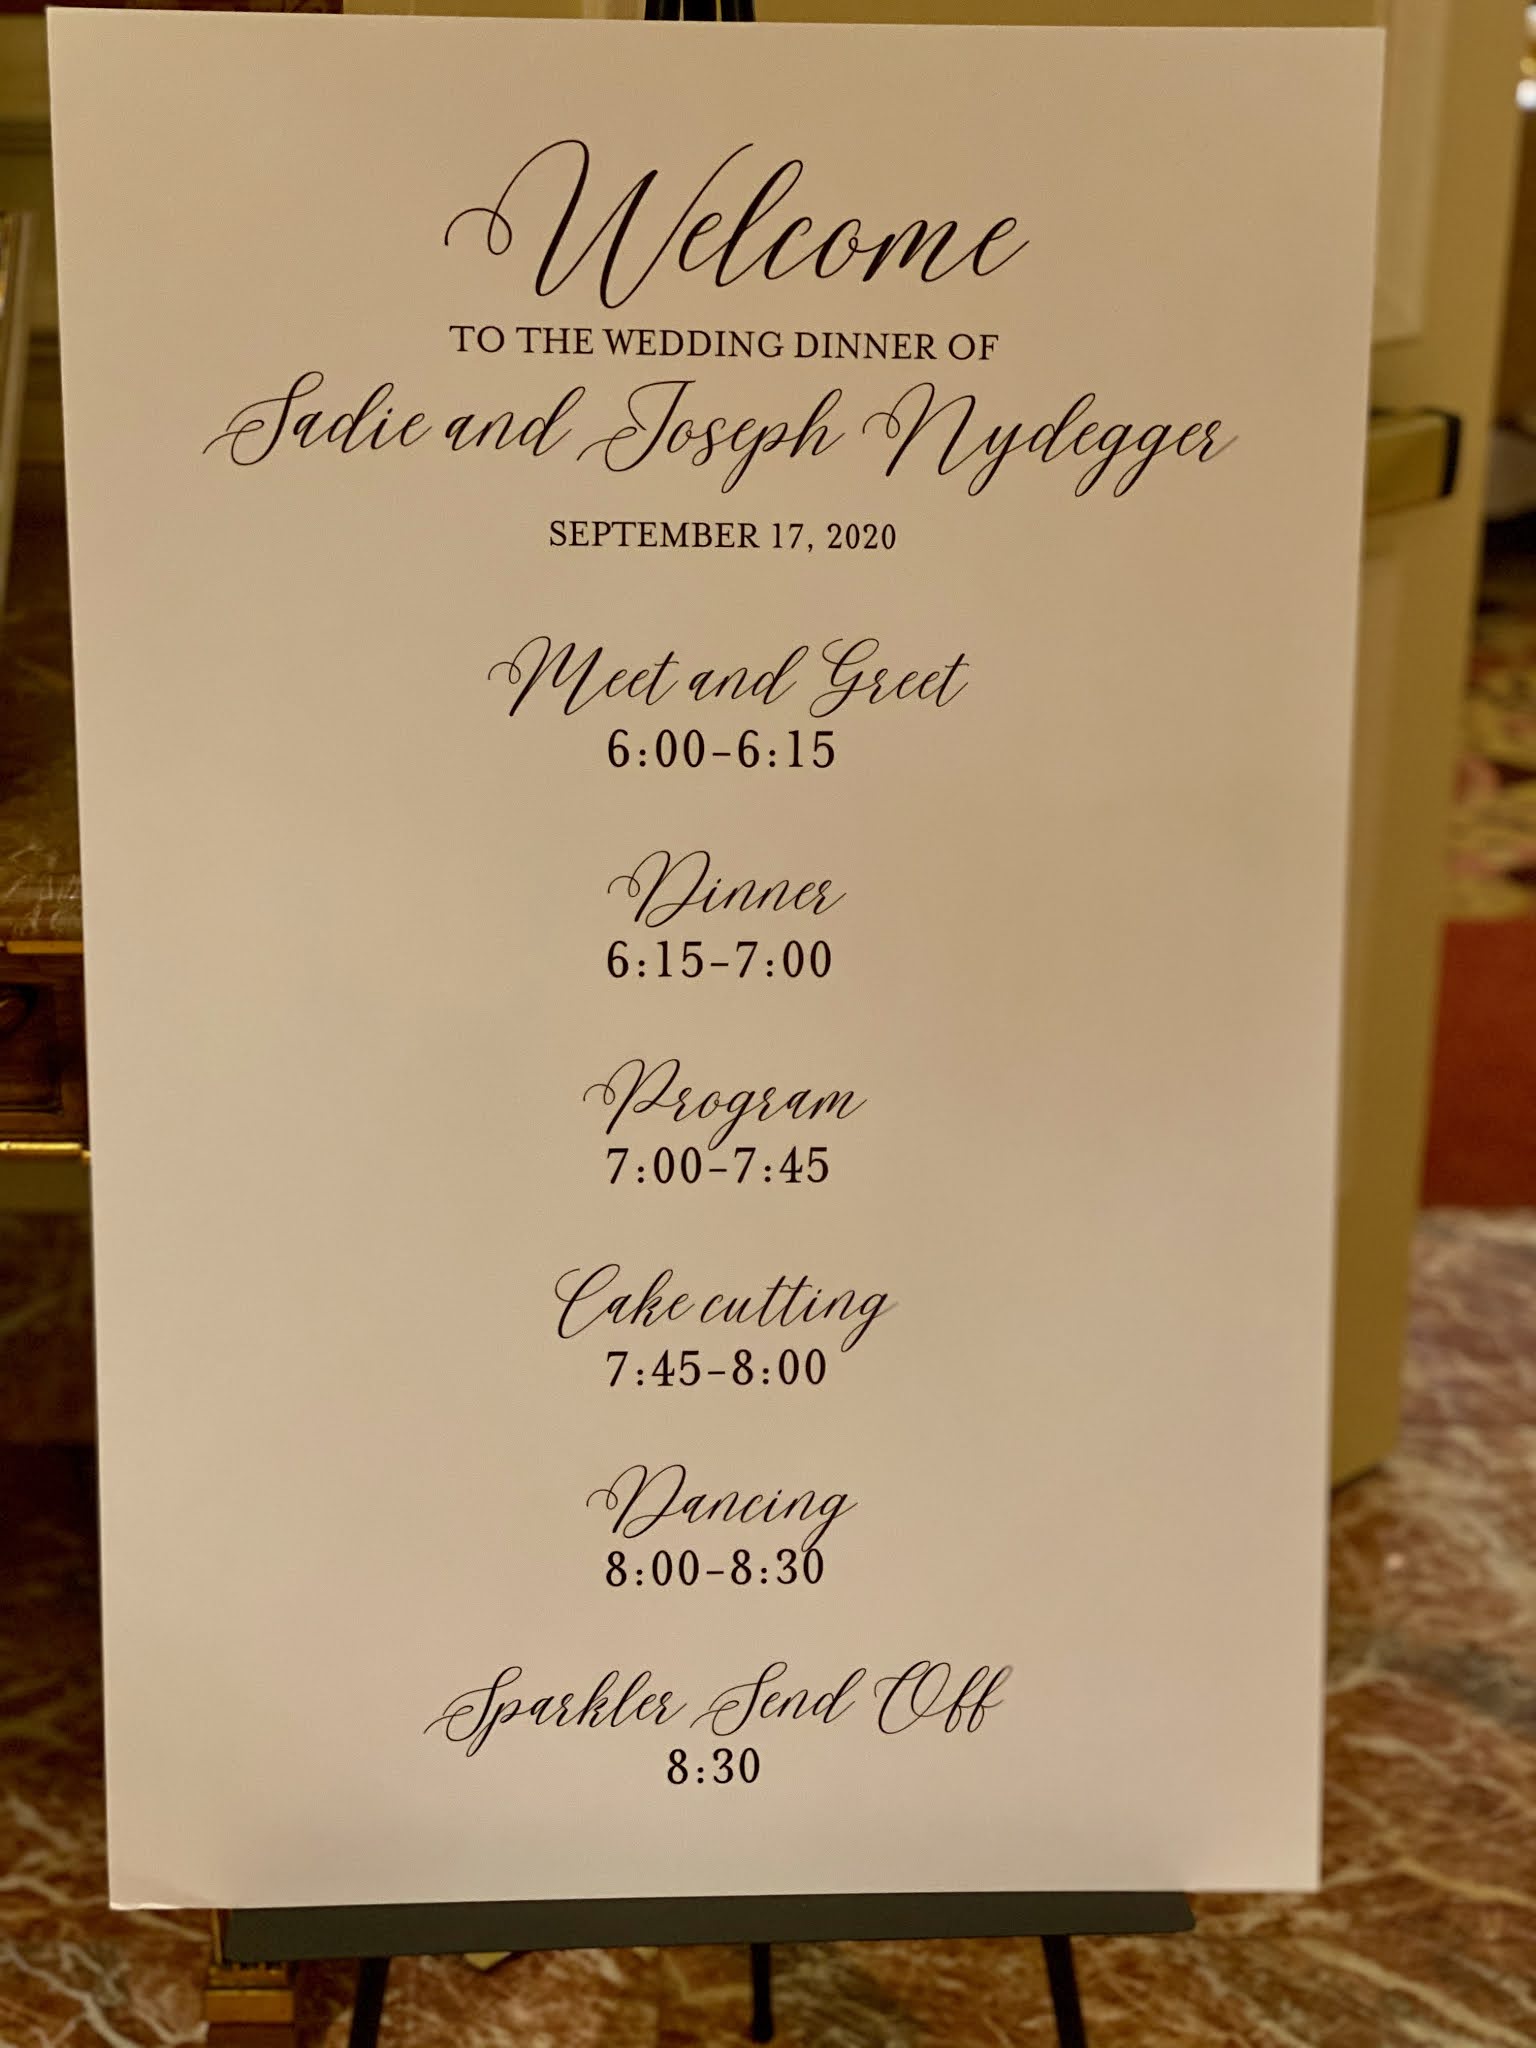 Welcome
TO THE WEDDING DINNER OF
Sadie and Joseph Nydegger
SEPTEMBER 17, 2020
Meet and Greet
6:00-6:15
Dinner
6:15-7:00
Program
7:00-7:45
Cake cutting
7:45-8:00
Dancing
8:00-8:30
Sparkler Send Off
8:30